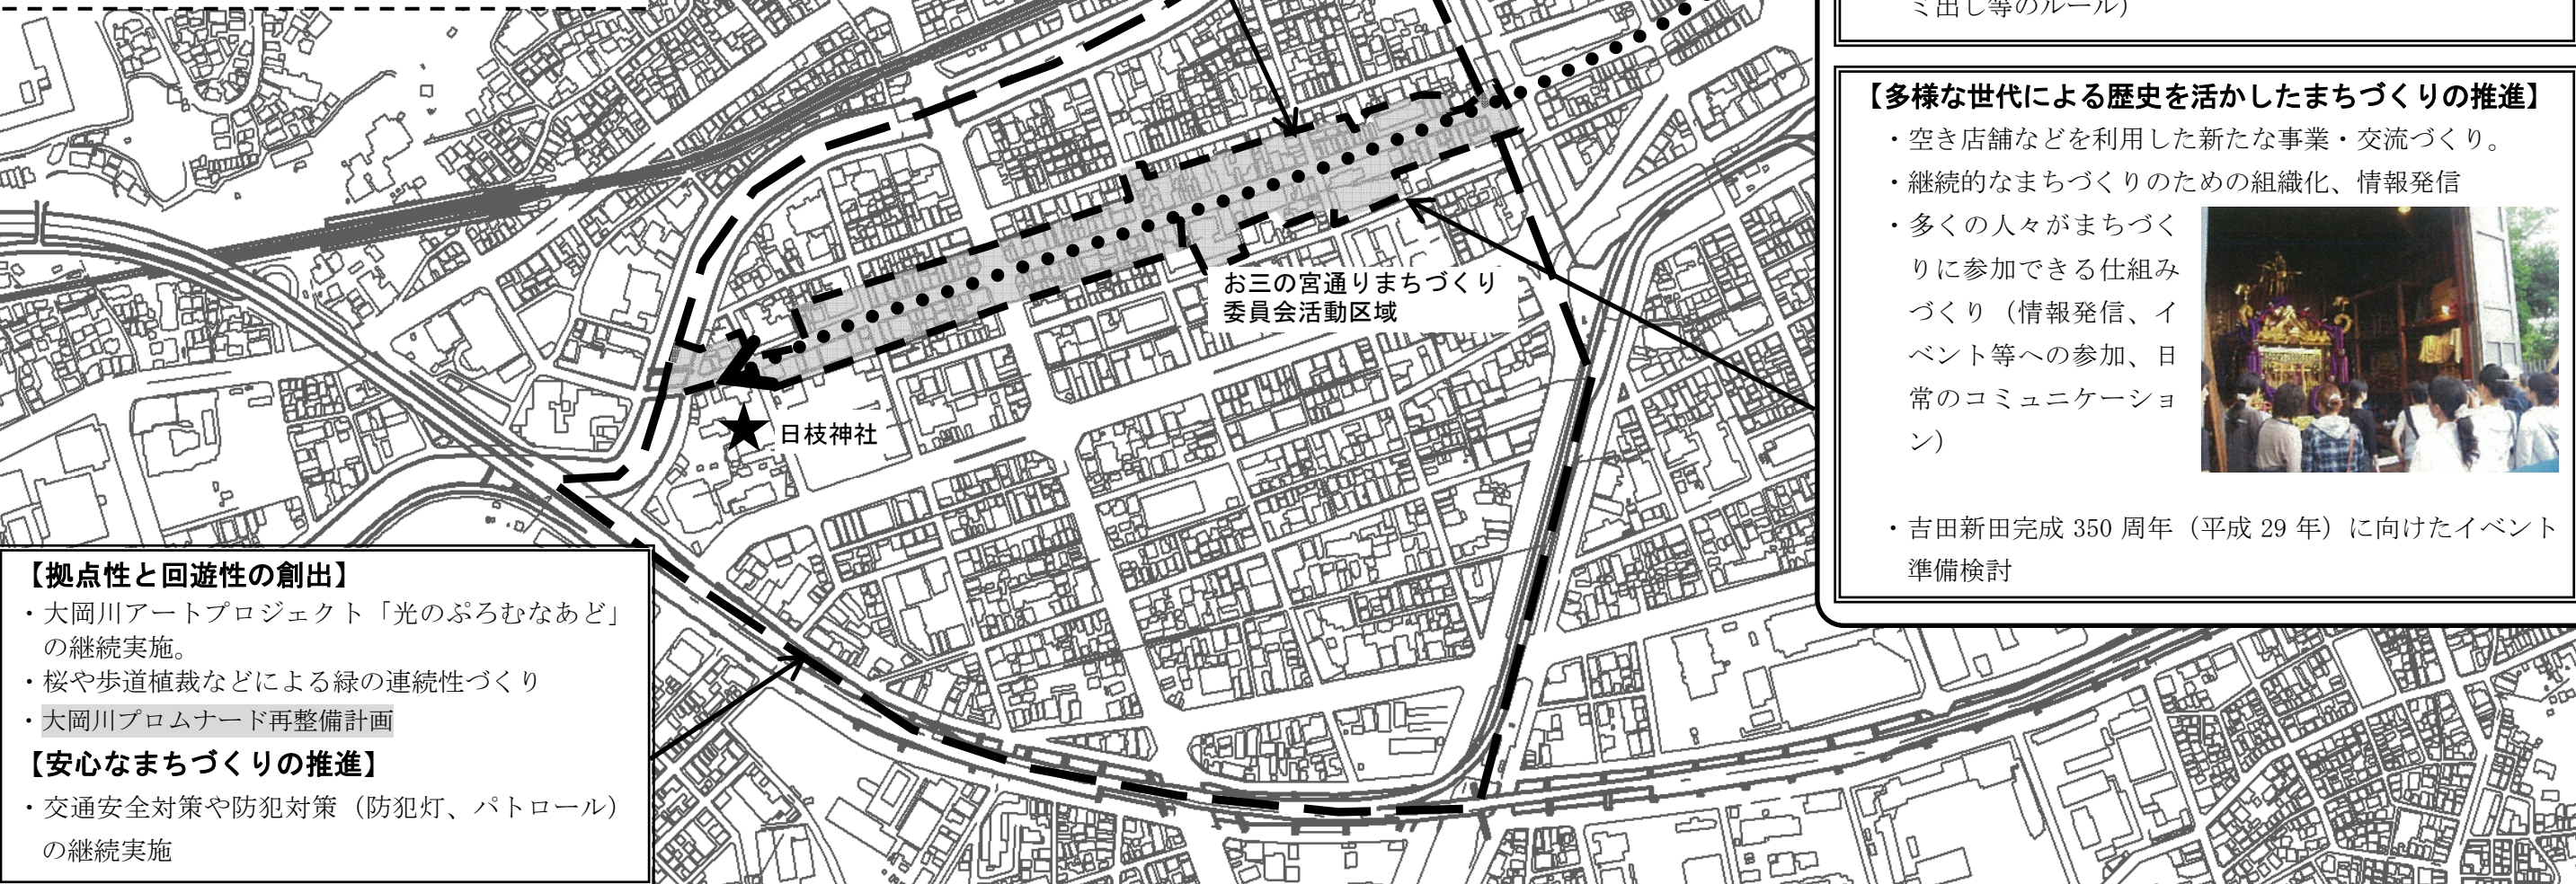 ミ出し等のルール）
【多様な世代による歴史を活かしたまちづくりの推進】
・空き店舗などを利用した新たな事業・交流づくり。
・継続的なまちづくりのための組織化、情報発信
・多くの人々がまちづく
りに参加できる仕組み
づくり（情報発信、イ
ベント等への参加、日
常のコミュニケーショ
ン）
・吉田新田完成 350 周年（平成 29 年）に向けたイベント
準備検討
お三の宮通りまちづくり
委員会活動区域
日枝神社
【拠点性と回遊性の創出】
・大岡川アートプロジェクト「光のぷろむなあど」
の継続実施。
・桜や歩道植裁などによる緑の連続性づくり
・大岡川プロムナード再整備計画
【安心なまちづくりの推進】
・交通安全対策や防犯対策（防犯灯、パトロール）
の継続実施